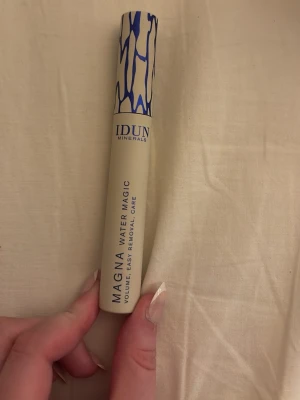 IDUN
MINERALS
MAGNA WATER MAGIC
VOLUME, EASY REMOVAL, CARE